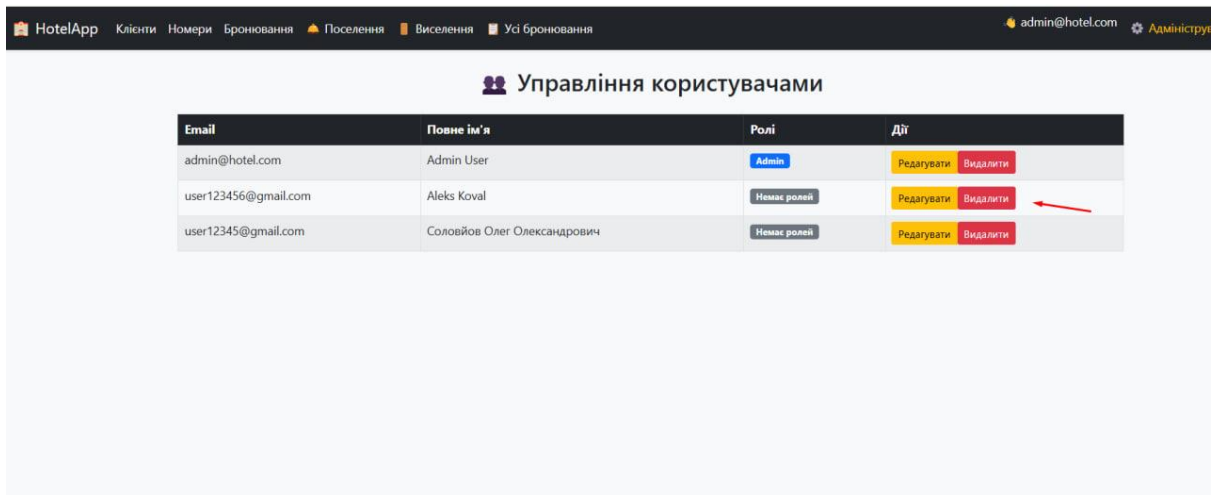 HotelApp Клієнти Номери Бронювання Поселення Виселення Усі бронювання admin@hotel.com
Управління користувачами
Email Повне ім'я Ролі Дії
admin@hotel.com Admin User Admin Редагувати Видалити
user123456@gmail.com Aleks Koval Немає ролей Редагувати Видалити
user12345@gmail.com Соловйов Олег Олександрович Немає ролей Редагувати Видалити